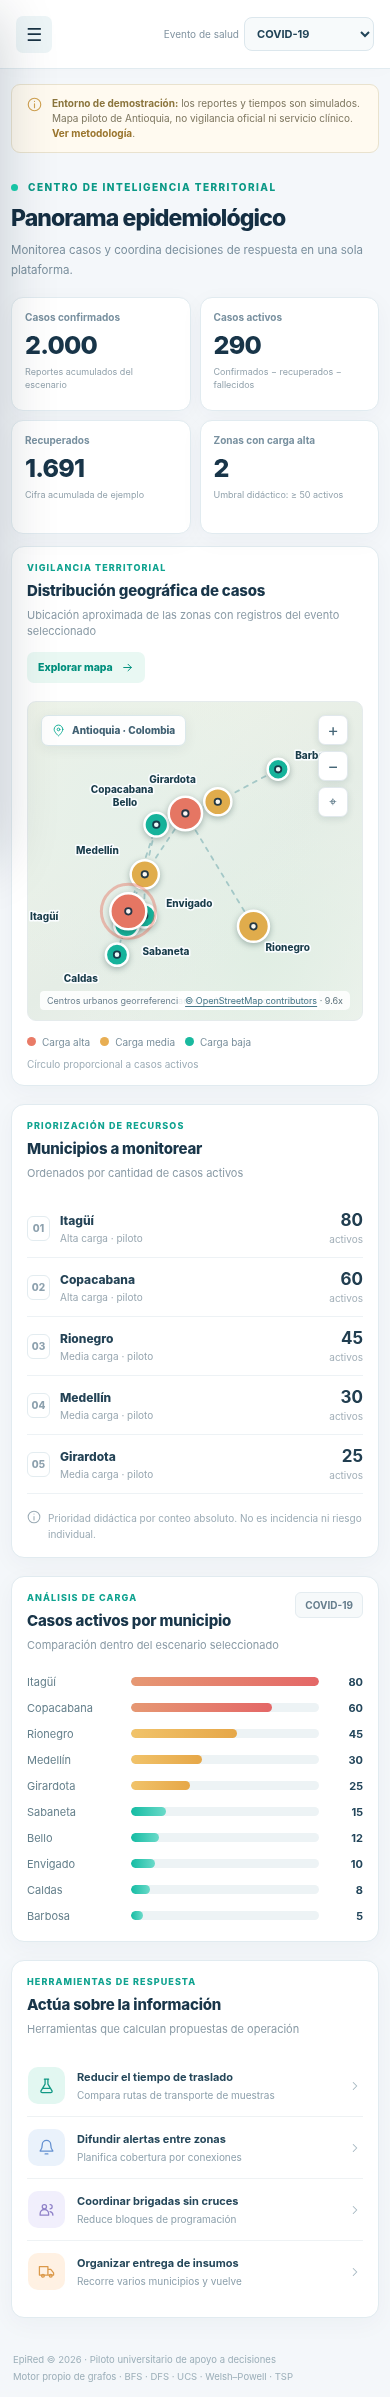 ☰
Evento de salud COVID-19
Entorno de demostración: los reportes y tiempos son simulados.
Mapa piloto de Antioquia, no vigilancia oficial ni servicio clínico.
Ver metodología.
CENTRO DE INTELIGENCIA TERRITORIAL
Panorama epidemiológico
Monitorea casos y coordina decisiones de respuesta en una sola
plataforma.
Casos confirmados
2.000
Reportes acumulados del
escenario
Casos activos
290
Confirmados − recuperados −
fallecidos
Recuperados
1.691
Cifra acumulada de ejemplo
Zonas con carga alta
2
Umbral didáctico: ≥ 50 activos
VIGILANCIA TERRITORIAL
Distribución geográfica de casos
Ubicación aproximada de las zonas con registros del evento
seleccionado
Explorar mapa →
Antioquia · Colombia
+
−
⌖
Barb
Girardota
Copacabana
Bello
Medellín
Envigado
Itagüí
Rionegro
Sabaneta
Caldas
Centros urbanos georreferenci © OpenStreetMap contributors · 9.6x
Carga alta Carga media Carga baja
Círculo proporcional a casos activos
PRIORIZACIÓN DE RECURSOS
Municipios a monitorear
Ordenados por cantidad de casos activos
01 Itagüí 80
Alta carga · piloto activos
02 Copacabana 60
Alta carga · piloto activos
03 Rionegro 45
Media carga · piloto activos
04 Medellín 30
Media carga · piloto activos
05 Girardota 25
Media carga · piloto activos
Prioridad didáctica por conteo absoluto. No es incidencia ni riesgo
individual.
ANÁLISIS DE CARGA
COVID-19
Casos activos por municipio
Comparación dentro del escenario seleccionado
Itagüí 80
Copacabana 60
Rionegro 45
Medellín 30
Girardota 25
Sabaneta 15
Bello 12
Envigado 10
Caldas 8
Barbosa 5
HERRAMIENTAS DE RESPUESTA
Actúa sobre la información
Herramientas que calculan propuestas de operación
Reducir el tiempo de traslado
Compara rutas de transporte de muestras
Difundir alertas entre zonas
Planifica cobertura por conexiones
Coordinar brigadas sin cruces
Reduce bloques de programación
Organizar entrega de insumos
Recorre varios municipios y vuelve
EpiRed © 2026 · Piloto universitario de apoyo a decisiones
Motor propio de grafos · BFS · DFS · UCS · Welsh–Powell · TSP